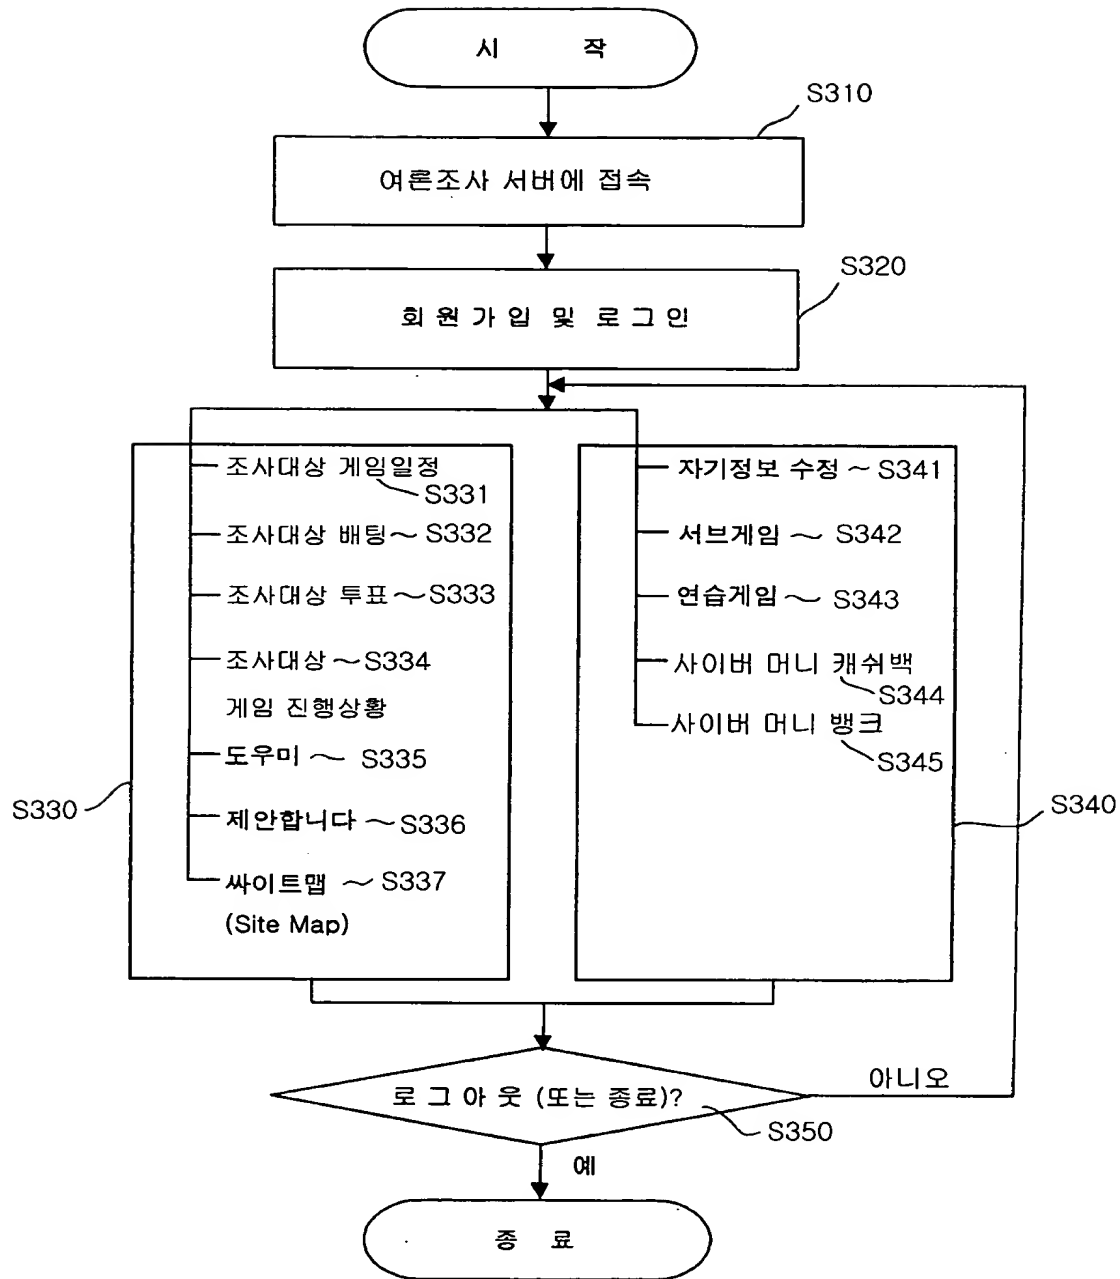 시 작
S310
여론조사 서버에 접속
S320
회 원 가 입 및 로 그 인
조사대상 게임일정
S331
조사대상 배팅~S332
조사대상 투표~S333
조사대상~S334
게임 진행상황
도우미~ S335
제안합니다~S336
싸이트맵 ~S337
(Site Map)
S330
자기정보 수정~S341
서브게임~ S342
연습게임~S343
사이버 머니 캐쉬백
S344
사이버 머니 뱅크
S345
S340
로 그 아 웃 (또는 종료)?
아니오
S350
예
종 료